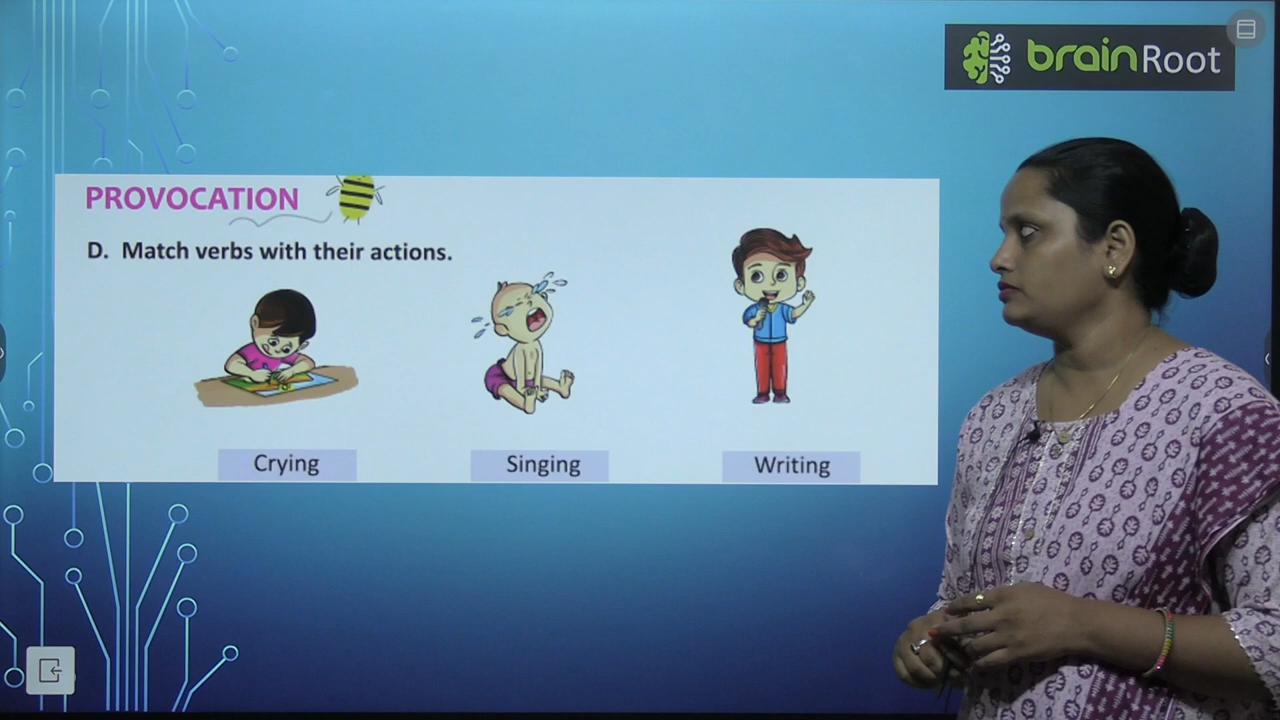 brainRoot
PROVOCATION
D. Match verbs with their actions.
Crying
Singing
Writing